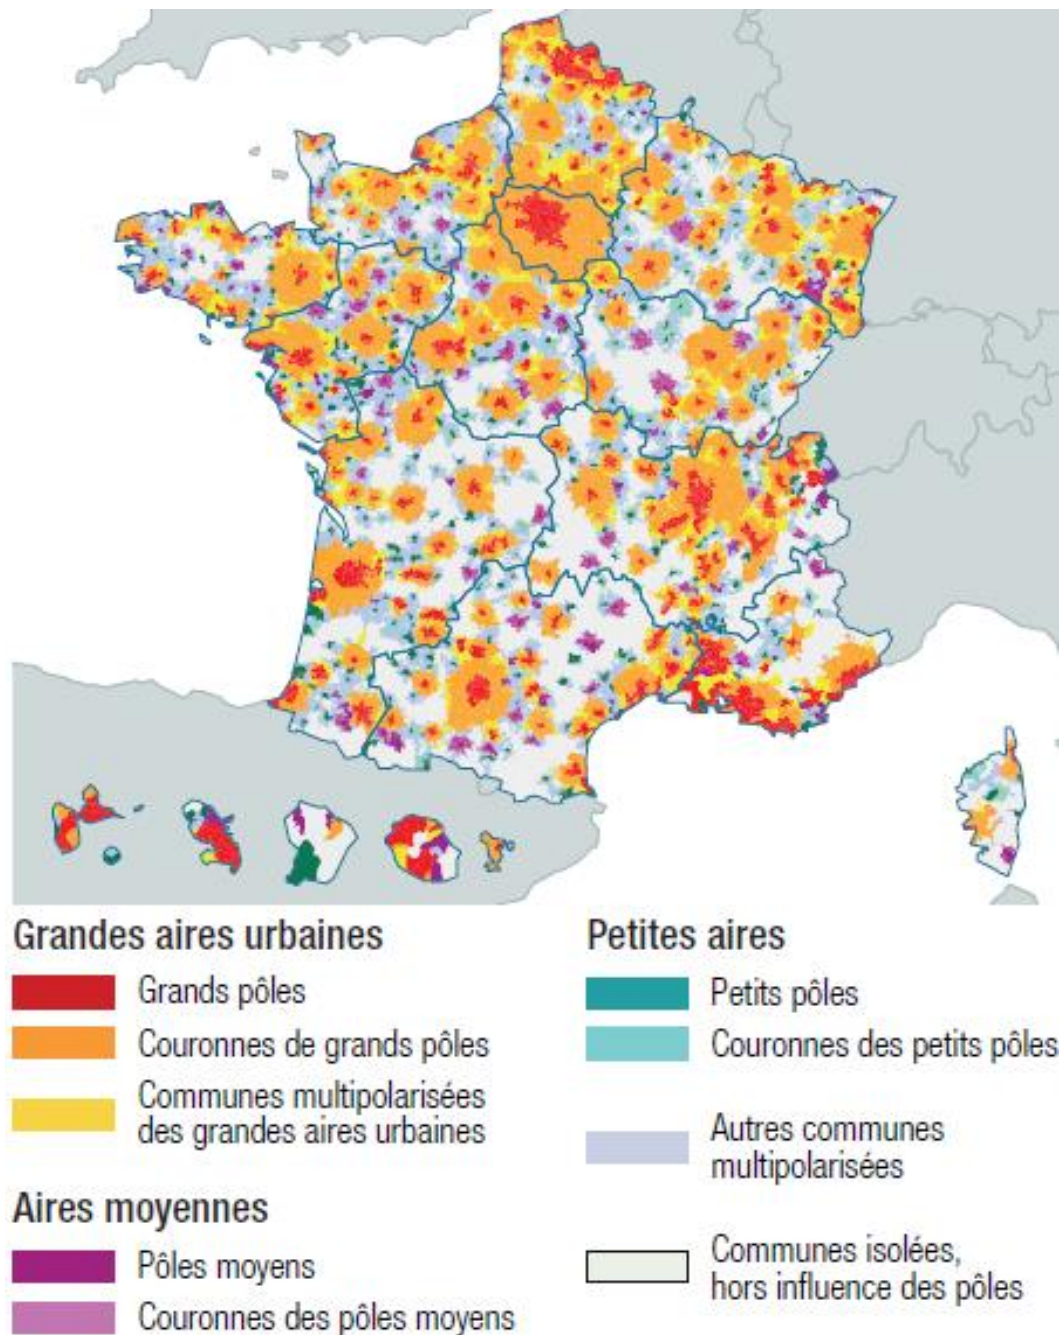 Grandes aires urbaines
Grands pôles
Couronnes de grands pôles
Communes multipolarisées
des grandes aires urbaines
Aires moyennes
Pôles moyens
Couronnes des pôles moyens
Petites aires
Petits pôles
Couronnes des petits pôles
Autres communes
multipolarisées
Communes isolées,
hors influence des pôles